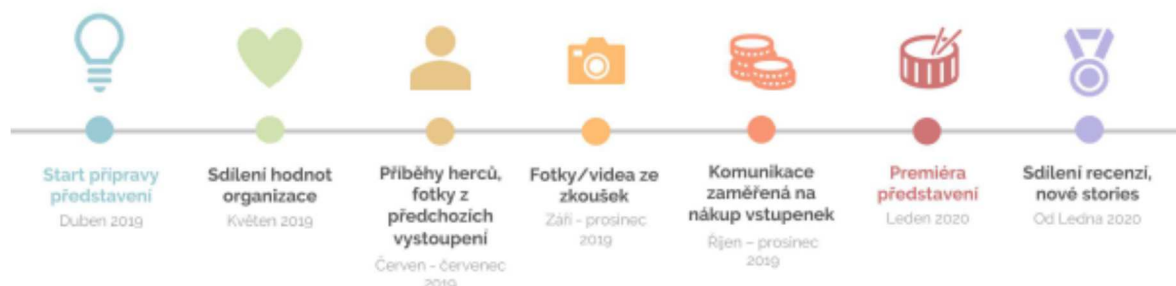 Start přípravy
představení
Duben 2019
Sdílení hodnot
organizace
Květen 2019
Příběhy herců,
fotky z
předchozích
vystoupení
Červen - červenec
2019
Fotky/videa ze
zkoušek
Září - prosinec
2019
Komunikace
zaměřená na
nákup vstupenek
Říjen - prosinec
2019
Premiéra
představení
Leden 2020
Sdílení recenzí,
nové stories
Od Ledna 2020